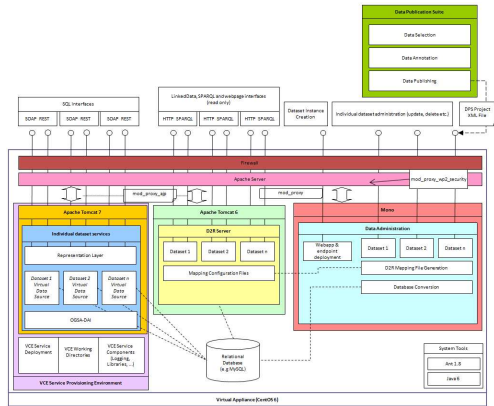 Data Publication Suite
Data Selection
Data Annotation
Data Publishing
SQL Interfaces
SOAP REST SOAP REST SOAP REST
LinkedData, SPARQL and webpage interfaces
(read only)
HTTP SPARQL HTTP SPARQL HTTP SPARQL
Dataset Instance
Creation
Individual dataset administration (update, delete etc.)
DPS Project
XML File
Firewall
Apache Server
mod_proxy_wp2_security
mod_proxy_ajp
mod_proxy
Apache Tomcat 7
Individual dataset services
Representation Layer
Dataset 1
Virtual
Data
Source
Dataset 2
Virtual
Data
Source
Dataset n
Virtual
Data
Source
OGSA-DAI
VCE Service
Deployment
VCE Working
Directories
VCE Service
Components
(Logging,
Libraries, ...)
VCE Service Provisioning Environment
Apache Tomcat 6
D2R Server
Dataset 1
Dataset 2
Dataset n
Mapping Configuration Files
Relational
Database
(e.g MySQL)
Mono
Data Administration
Webapp &
endpoint
deployment
Dataset 1
Dataset 2
Dataset n
D2R Mapping File Generation
Database Conversion
System Tools
Ant 1.8
Java 6
Virtual Appliance (CentOS 6)